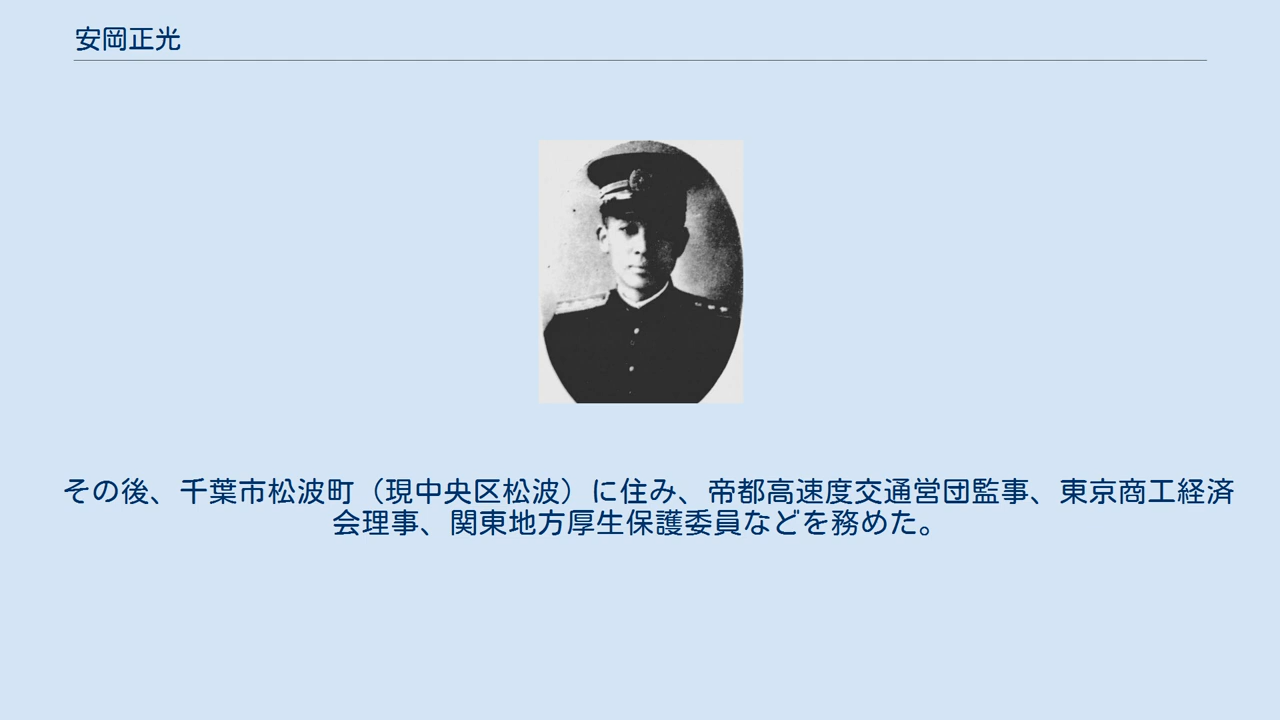 安岡正光
その後、千葉市松波町（現中央区松波）に住み、帝都高速度交通営団監事、東京商工経済
会理事、関東地方厚生保護委員などを務めた。